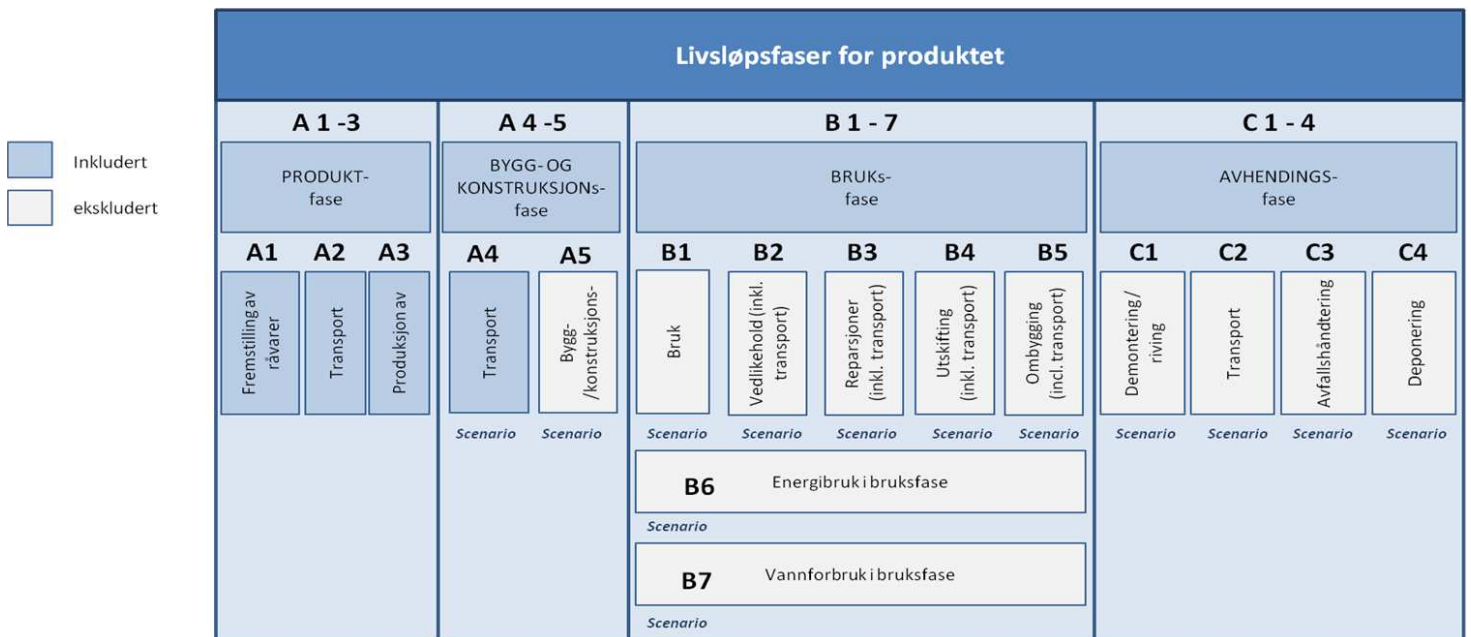 Livsløpsfaser for produktet
Inkludert
ekskludert
A 1 -3
A 4 -5
B 1 - 7
C 1 - 4
PRODUKT-
fase
BYGG- OG
KONSTRUKSJONs-
fase
BRUKs-
fase
AVHENDINGS-
fase
A1
A2
A3
A4
A5
B1
B2
B3
B4
B5
C1
C2
C3
C4
Fremstilling av
råvarer
Transport
Produksjon av
Transport
Bygg-
/konstruksjons-
Bruk
Vedlikehold (inkl.
transport)
Reparsjoner
(inkl. transport)
Utskifting
(inkl. transport)
Ombygging
(incl. transport)
Demontering/
riving
Transport
Avfallshåndtering
Deponering
Scenario
Scenario
Scenario
Scenario
Scenario
Scenario
Scenario
Scenario
Scenario
Scenario
Scenario
B6
Energibruk i bruksfase
Scenario
B7
Vannforbruk i bruksfase
Scenario